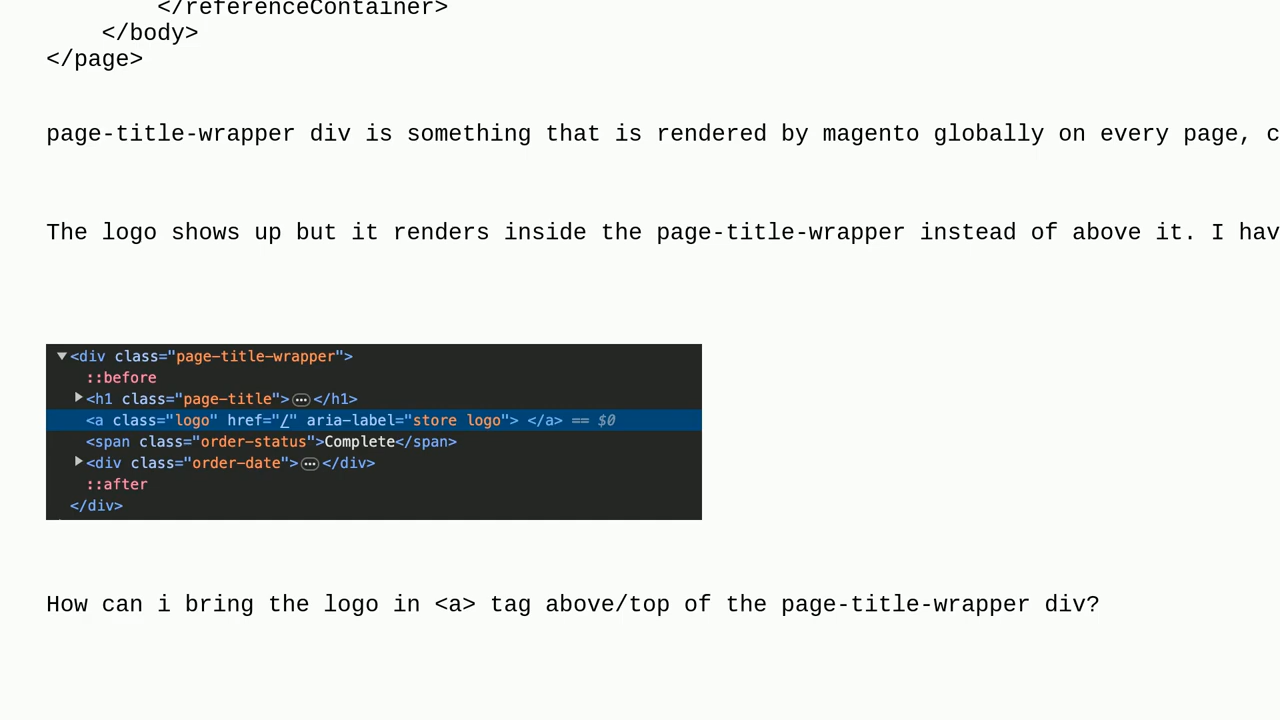 </referenceContainer>
</body>
</page>
page-title-wrapper div is something that is rendered by magento globally on every page, c
The logo shows up but it renders inside the page-title-wrapper instead of above it. I hav
<div class="page-title-wrapper">
::before
<h1 class="page-title">…</h1>
<a class="logo" href="/" aria-label="store logo"> </a> == $0
<span class="order-status">Complete</span>
<div class="order-date">…</div>
::after
</div>
How can i bring the logo in <a> tag above/top of the page-title-wrapper div?